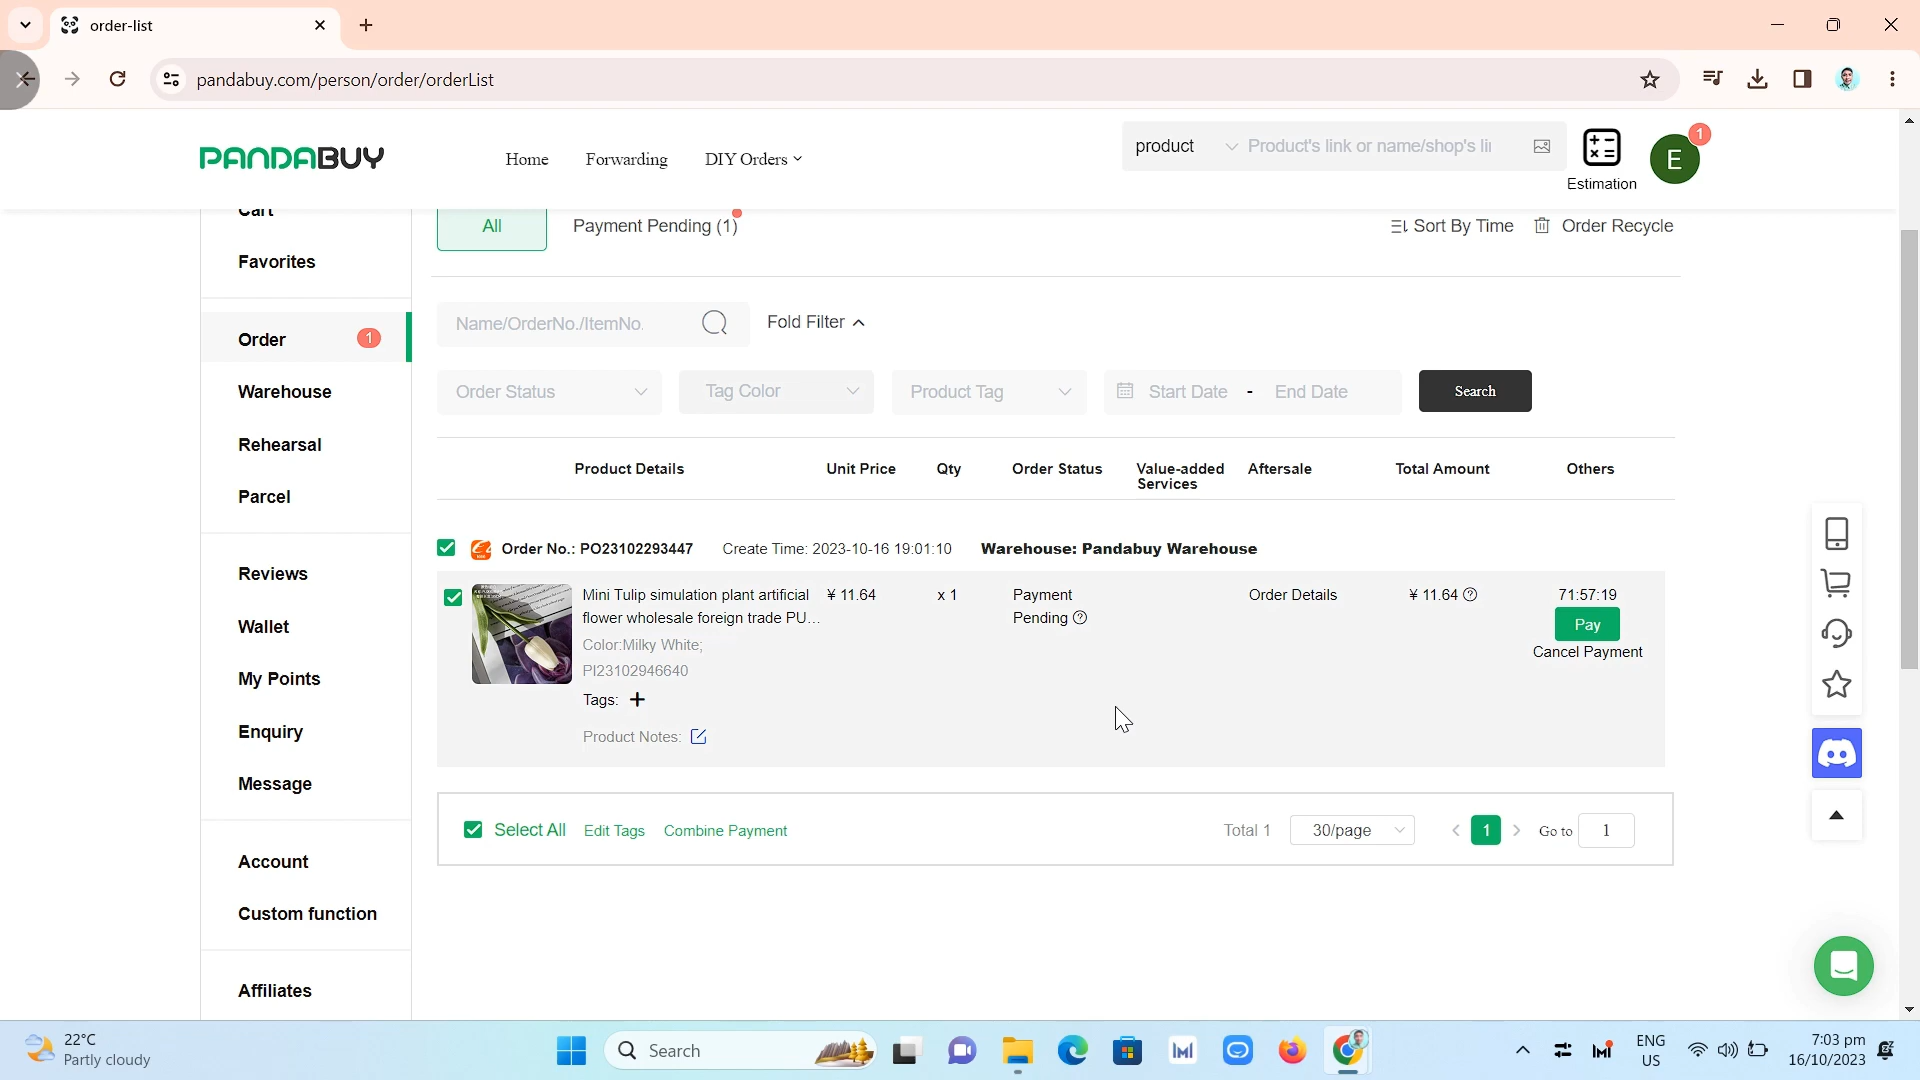 order-list
pandabuy.com/person/order/orderList
PANDABUY
Home
Forwarding
DIY Orders
product
Product's link or name/shop's li
Estimation
E
1
Cart
Favorites
Order
1
Warehouse
Rehearsal
Parcel
Reviews
Wallet
My Points
Enquiry
Message
Account
Custom function
Affiliates
All
Payment Pending (1)
Sort By Time
Order Recycle
Name/OrderNo./ItemNo.
Fold Filter
Order Status
Tag Color
Product Tag
Start Date - End Date
Search
Product Details
Unit Price
Qty
Order Status
Value-added
Services
Aftersale
Total Amount
Others
Order No.: PO23102293447
Create Time: 2023-10-16 19:01:10
Warehouse: Pandabuy Warehouse
Mini Tulip simulation plant artificial
flower wholesale foreign trade PU...
Color:Milky White;
PI23102946640
Tags: +
Product Notes:
¥ 11.64
x 1
Payment
Pending
Order Details
¥ 11.64
71:57:19
Pay
Cancel Payment
Select All
Edit Tags
Combine Payment
Total 1
30/page
1
Go to
1
22°C
Partly cloudy
Search
ENG
US
7:03 pm
16/10/2023